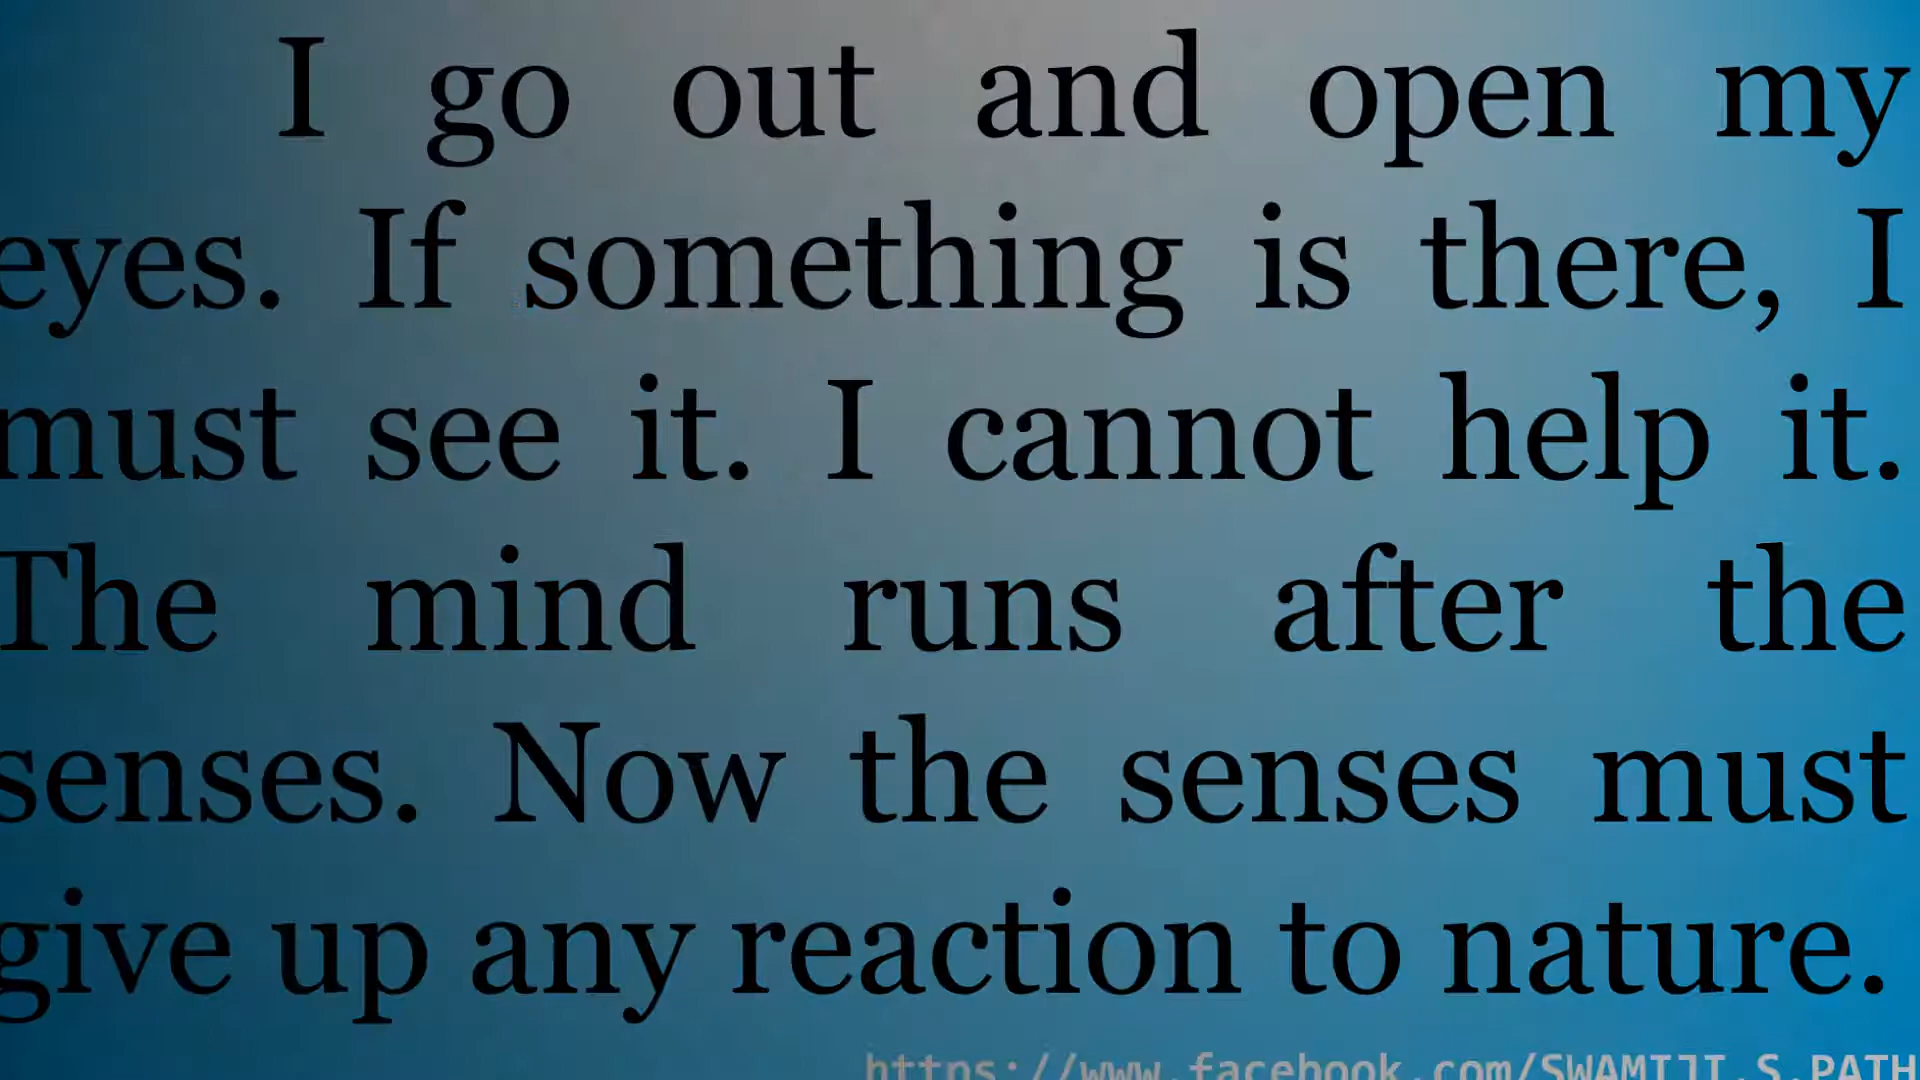 I go out and open my
eyes. If something is there, I
must see it. I cannot help it.
The mind runs after the
senses. Now the senses must
give up any reaction to nature.
https://www.facebook.com/SWAMIJI.S.PATH